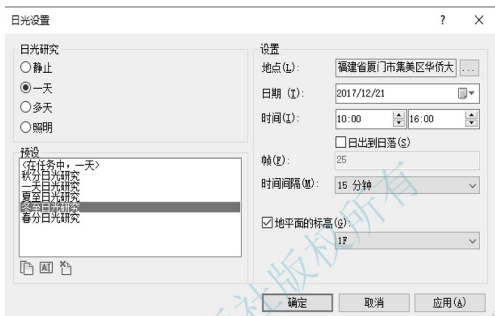 日光设置
? ×
日光研究
静止
一天
多天
照明
预设
<在任务中，一天>
秋分日光研究
一天日光研究
夏至日光研究
冬至日光研究
春分日光研究
设置
地点(L): 福建省厦门市集美区华侨大 ...
日期 (T): 2017/12/21
时间(I): 10:00 16:00
日出到日落(S)
帧(F): 25
时间间隔(M): 15 分钟
地平面的标高(G):
1F
确定 取消 应用(A)
社版权所有